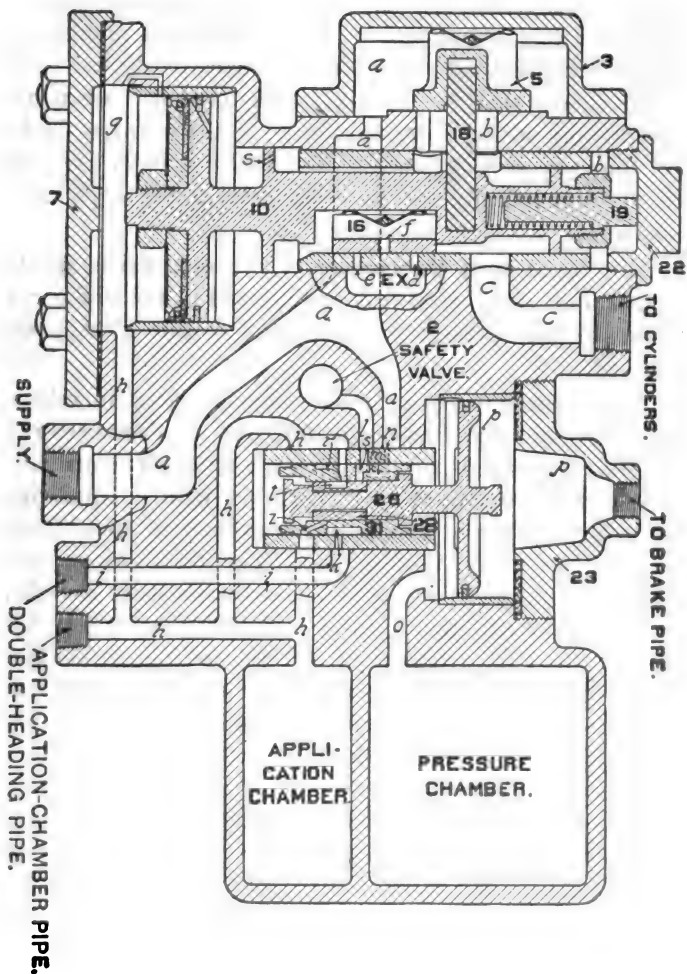 3
a
5
g
7
18
b
b
s
a
10
16
f
19
22
e EX d
a
c
c
2
SAFETY
VALVE.
TO CYLINDERS.
h
a
h
r
l
s
n
p
p
SUPPLY.
a
h
26
31
28
k
TO BRAKE PIPE.
h
23
i
i
h
h
o
DOUBLE-HEADING PIPE.
APPLICATION-CHAMBER PIPE.
APPLI-
CATION
CHAMBER
PRESSURE
CHAMBER.